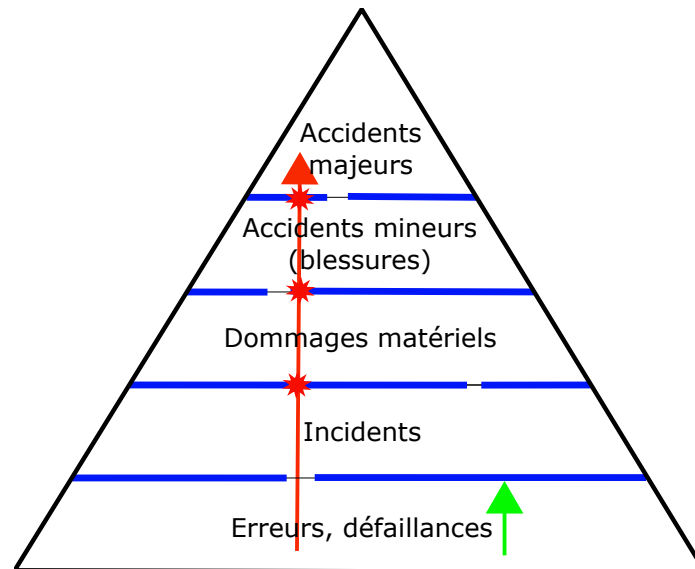 Accidents
majeurs
Accidents mineurs
(blessures)
Dommages matériels
Incidents
Erreurs, défaillances